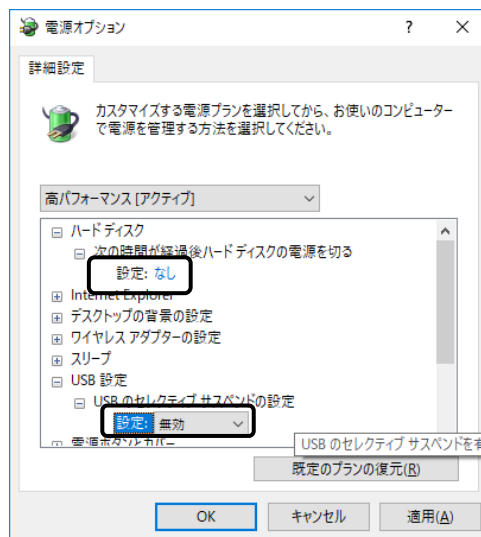 電源オプション
詳細設定
カスタマイズする電源プランを選択してから、お使いのコンピューター
で電源を管理する方法を選択してください。
高パフォーマンス [アクティブ]
ハード ディスク
次の時間が経過後ハード ディスクの電源を切る
設定: なし
Internet Explorer
デスクトップの背景の設定
ワイヤレス アダプターの設定
スリープ
USB 設定
USB のセレクティブ サスペンドの設定
設定: 無効
電源ボタンとカバー
USB のセレクティブ サスペンドを有
既定のプランの復元(R)
OK
キャンセル
適用(A)